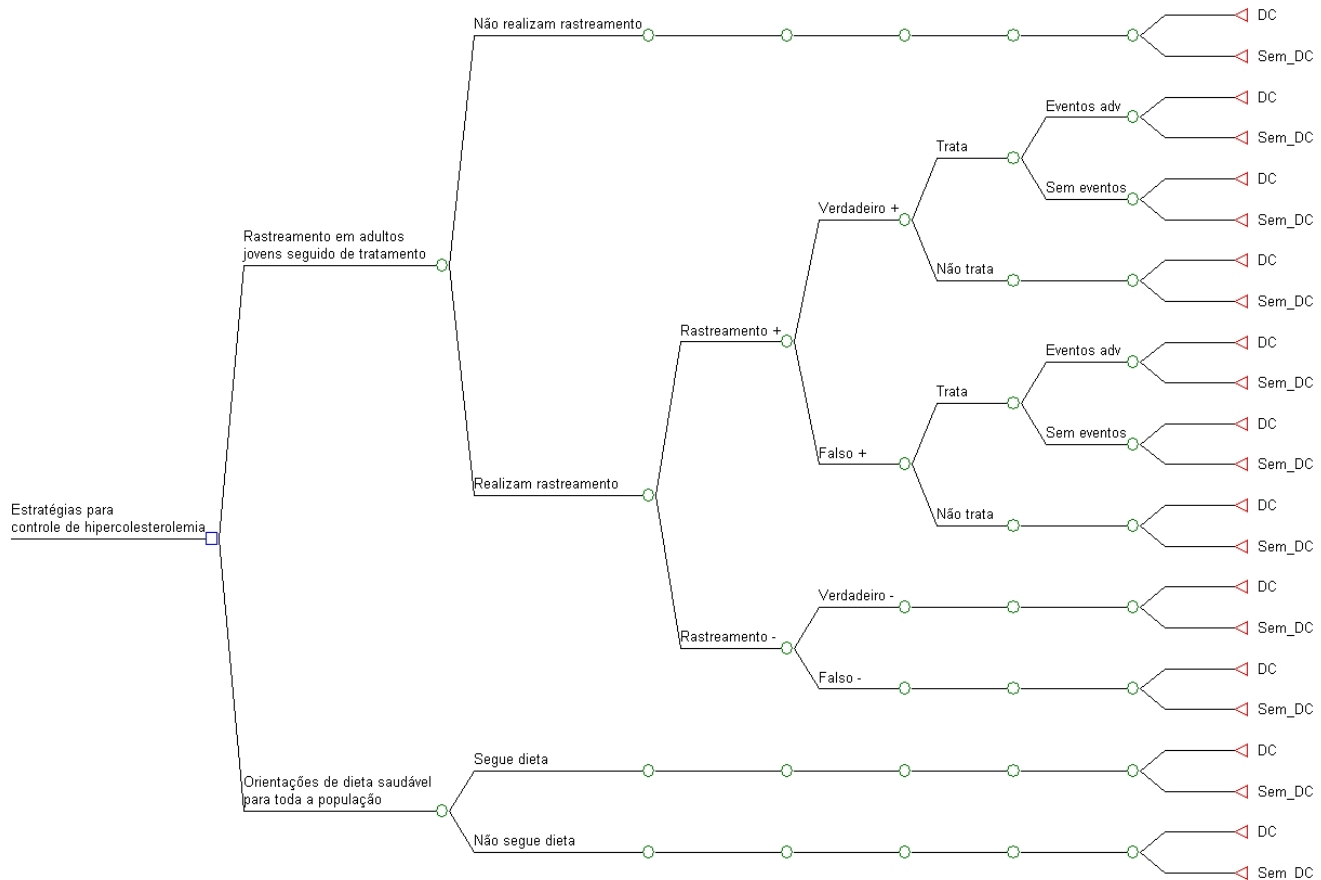 Não realizam rastreamento
DC
Sem_DC
DC
Eventos adv
Sem_DC
Trata
DC
Sem eventos
Sem_DC
Verdadeiro +
Rastreamento em adultos
jovens seguido de tratamento
DC
Não trata
Sem_DC
Rastreamento +
DC
Eventos adv
Sem_DC
Trata
DC
Sem eventos
Sem_DC
Falso +
Realizam rastreamento
DC
Não trata
Sem_DC
Estratégias para
controle de hipercolesterolemia
DC
Verdadeiro -
Sem_DC
Rastreamento -
DC
Falso -
Sem_DC
DC
Segue dieta
Sem_DC
Orientações de dieta saudável
para toda a população
DC
Não segue dieta
Sem_DC